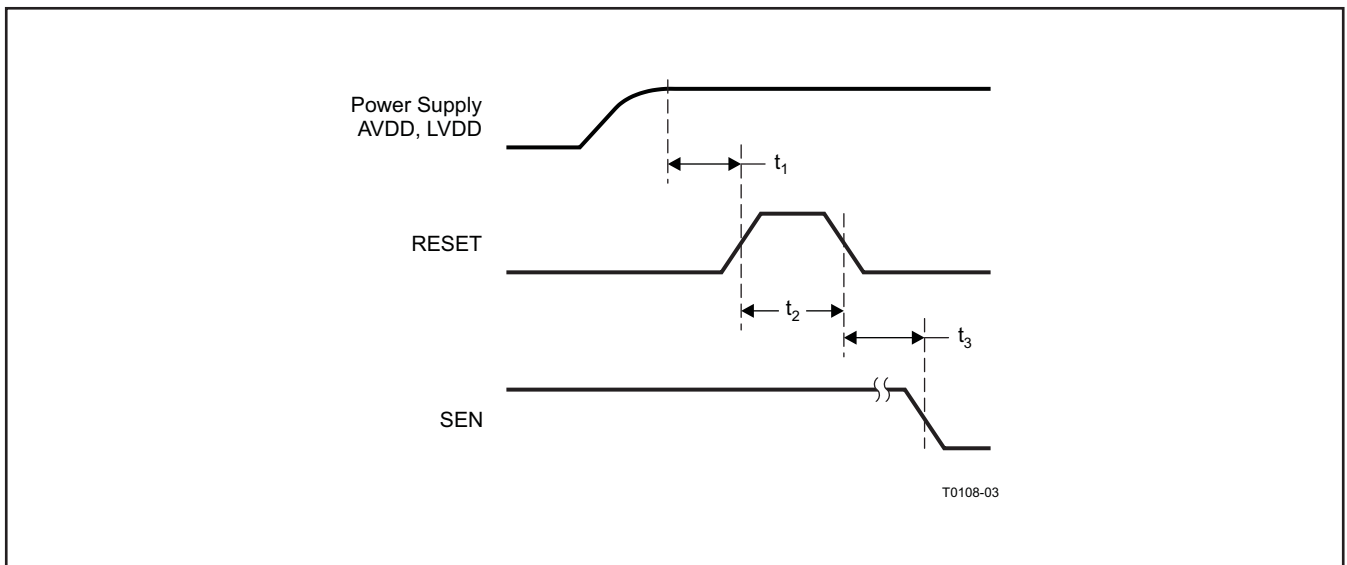 Power Supply
AVDD, LVDD
t1
RESET
t2
t3
SEN
T0108-03